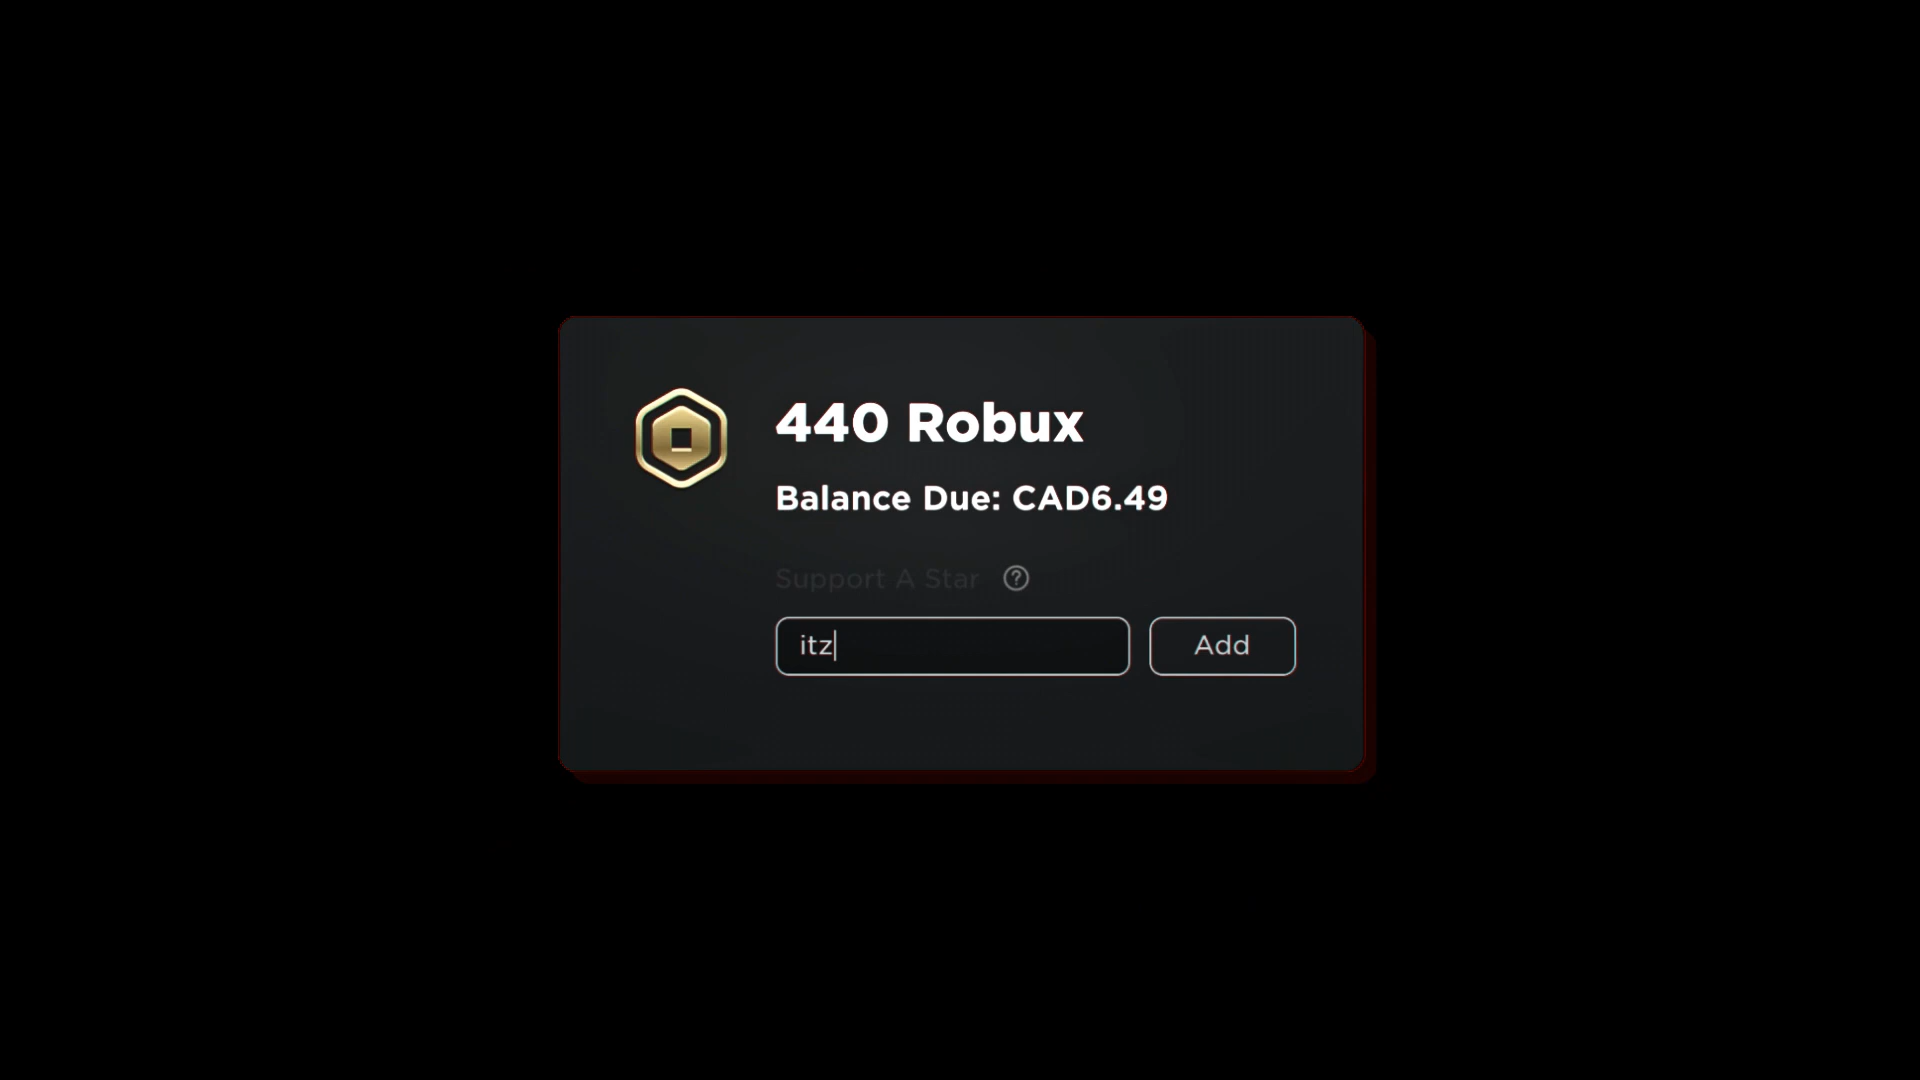 440 Robux
Balance Due: CAD6.49
Support A Star ?
itz
Add